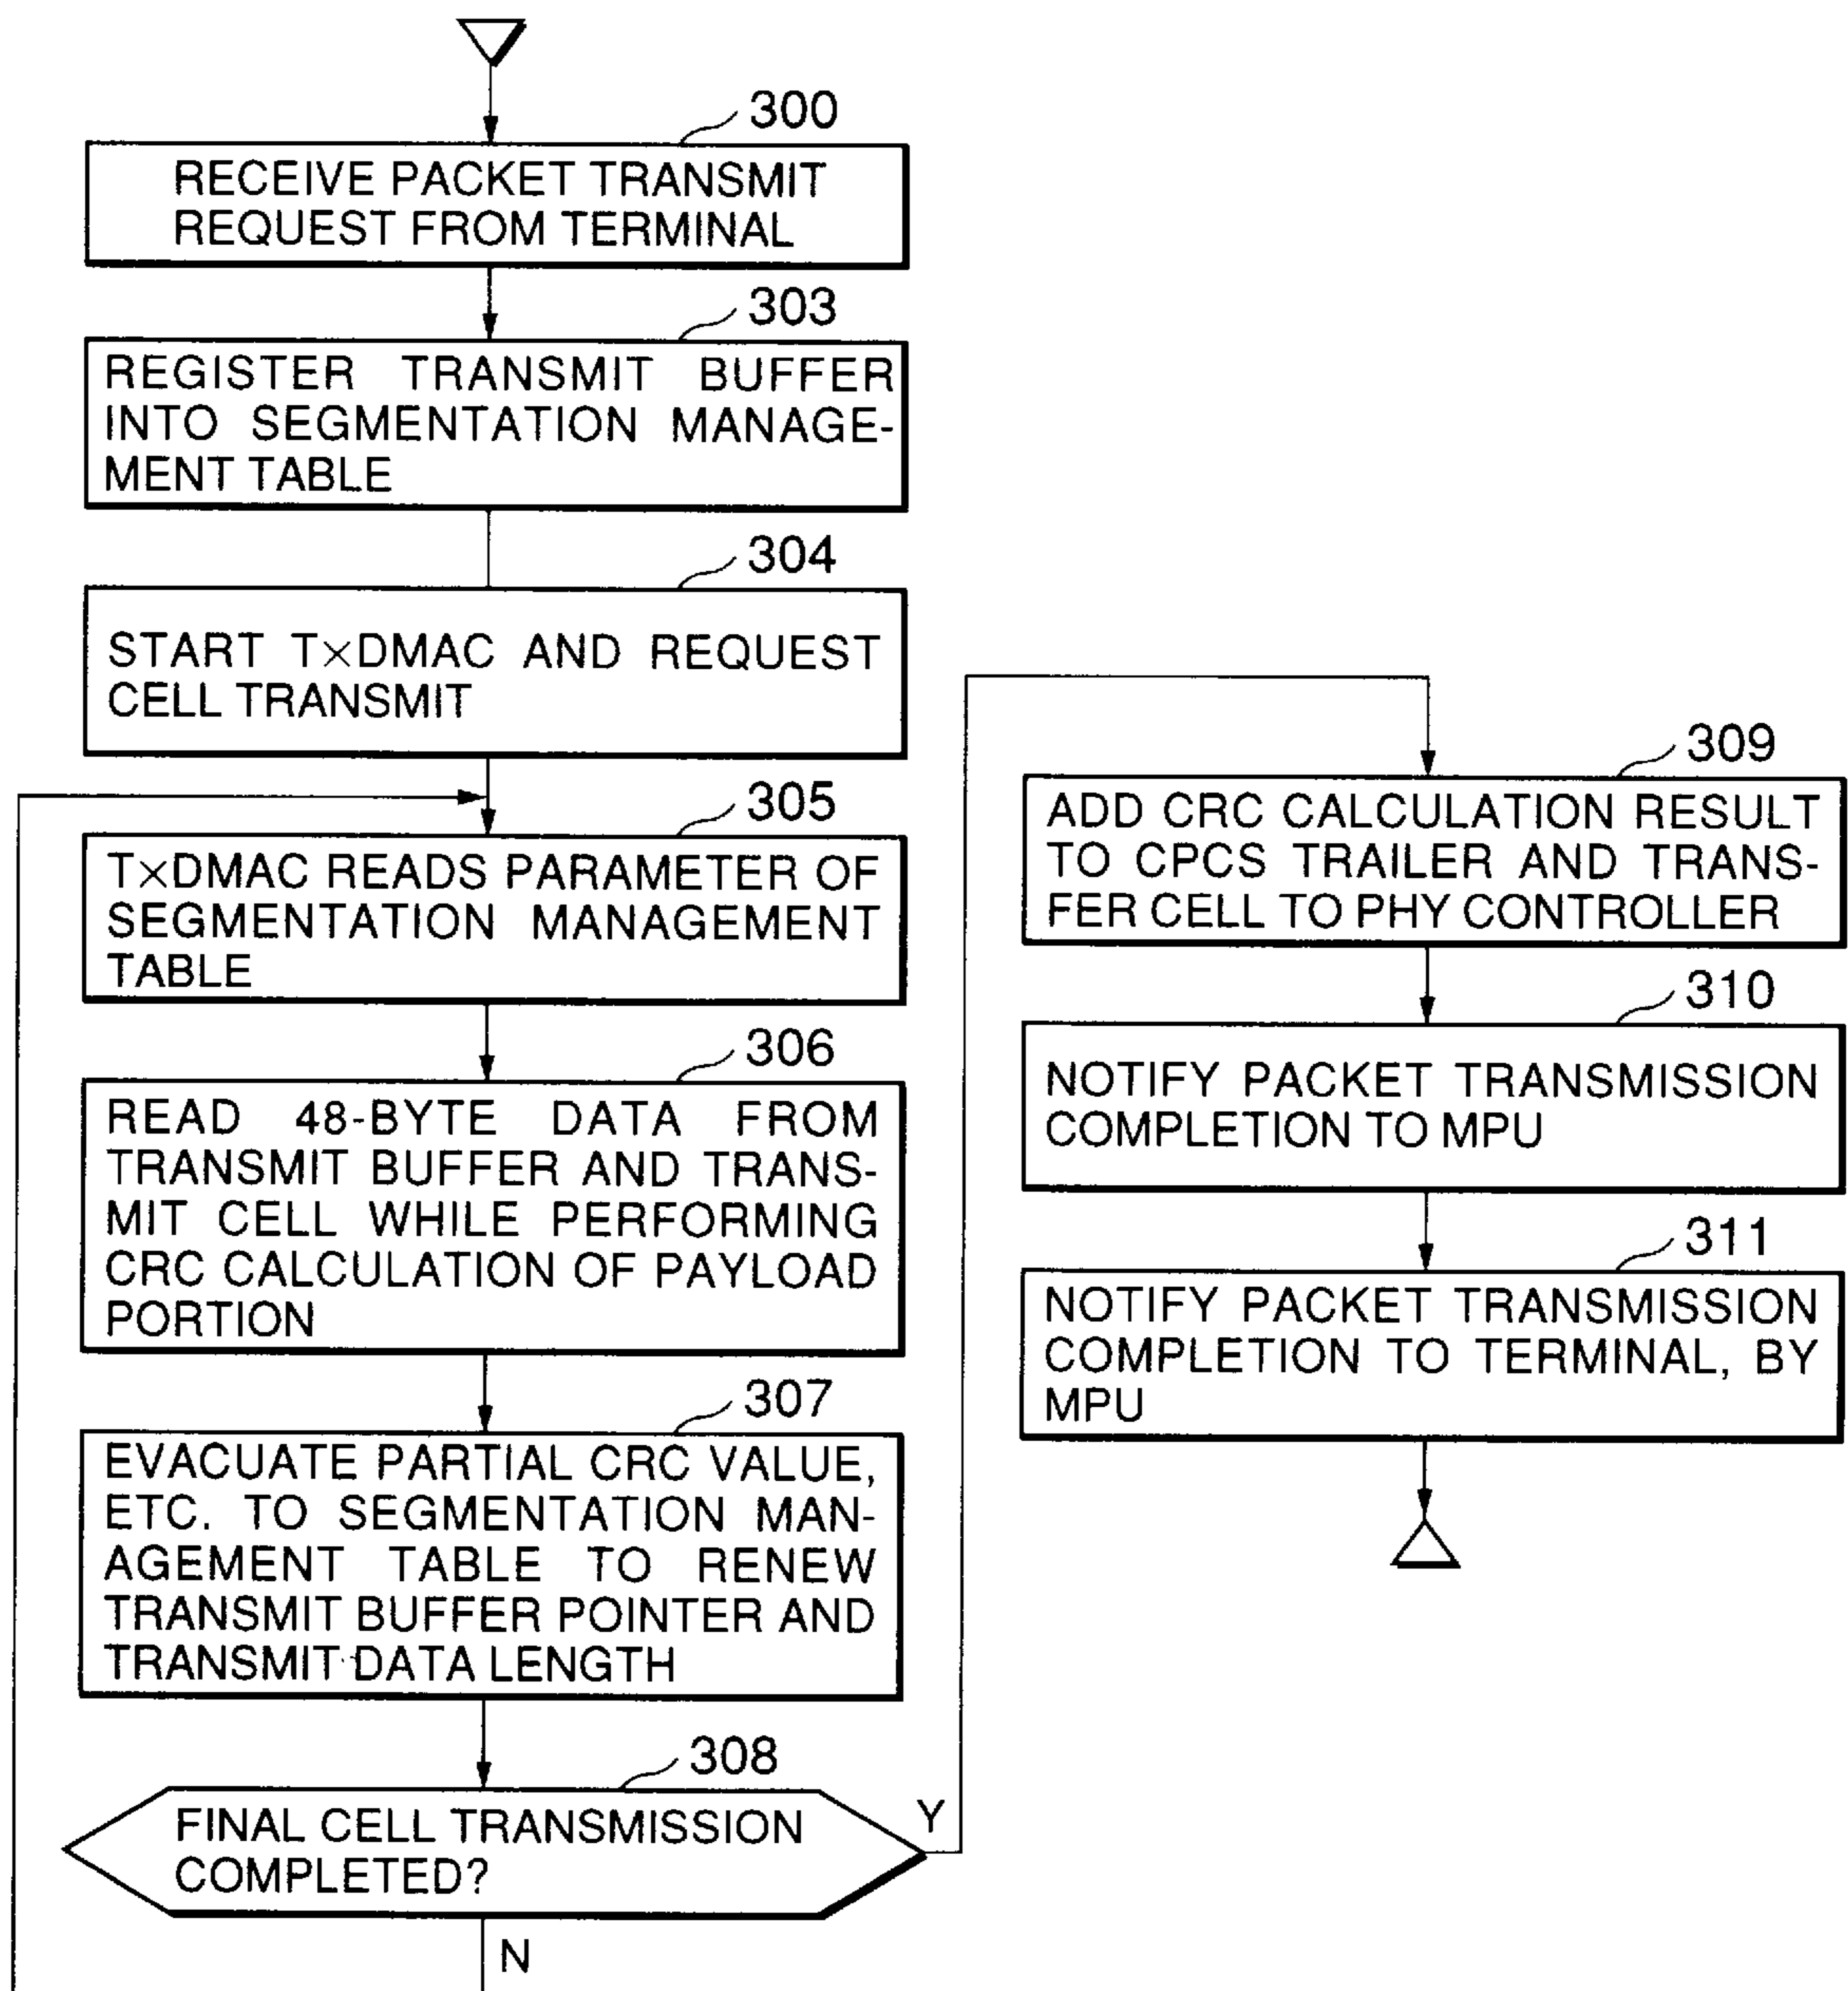 300
RECEIVE PACKET TRANSMIT
REQUEST FROM TERMINAL
303
REGISTER TRANSMIT BUFFER
INTO SEGMENTATION MANAGE-
MENT TABLE
304
START T×DMAC AND REQUEST
CELL TRANSMIT
305
T×DMAC READS PARAMETER OF
SEGMENTATION MANAGEMENT
TABLE
306
READ 48-BYTE DATA FROM
TRANSMIT BUFFER AND TRANS-
MIT CELL WHILE PERFORMING
CRC CALCULATION OF PAYLOAD
PORTION
307
EVACUATE PARTIAL CRC VALUE,
ETC. TO SEGMENTATION MAN-
AGEMENT TABLE TO RENEW
TRANSMIT BUFFER POINTER AND
TRANSMIT DATA LENGTH
308
FINAL CELL TRANSMISSION
COMPLETED?
Y
N
309
ADD CRC CALCULATION RESULT
TO CPCS TRAILER AND TRANS-
FER CELL TO PHY CONTROLLER
310
NOTIFY PACKET TRANSMISSION
COMPLETION TO MPU
311
NOTIFY PACKET TRANSMISSION
COMPLETION TO TERMINAL, BY
MPU